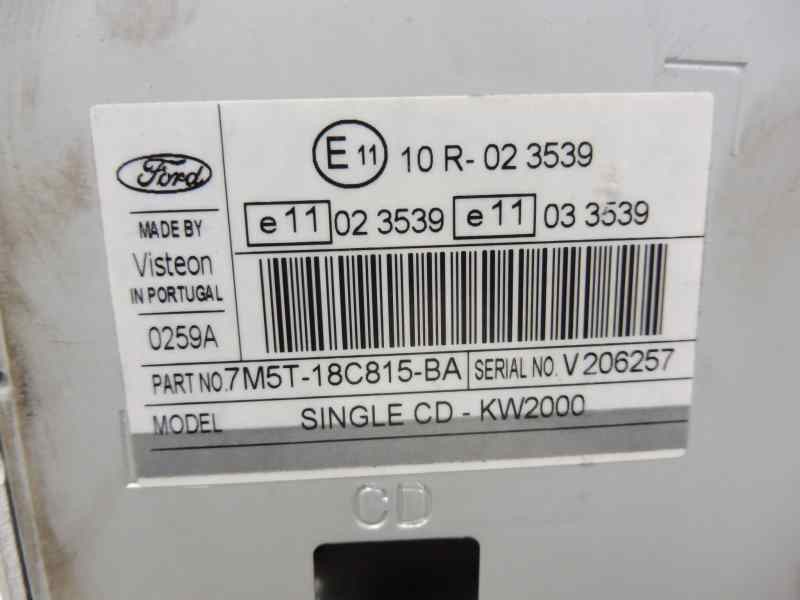 E 11 10 R- 02 3539
Ford
e 11 02 3539 e 11 03 3539
MADE BY
Visteon
IN PORTUGAL
0259A
PART NO. 7M5T-18C815-BA SERIAL NO. V206257
MODEL SINGLE CD - KW2000
CD